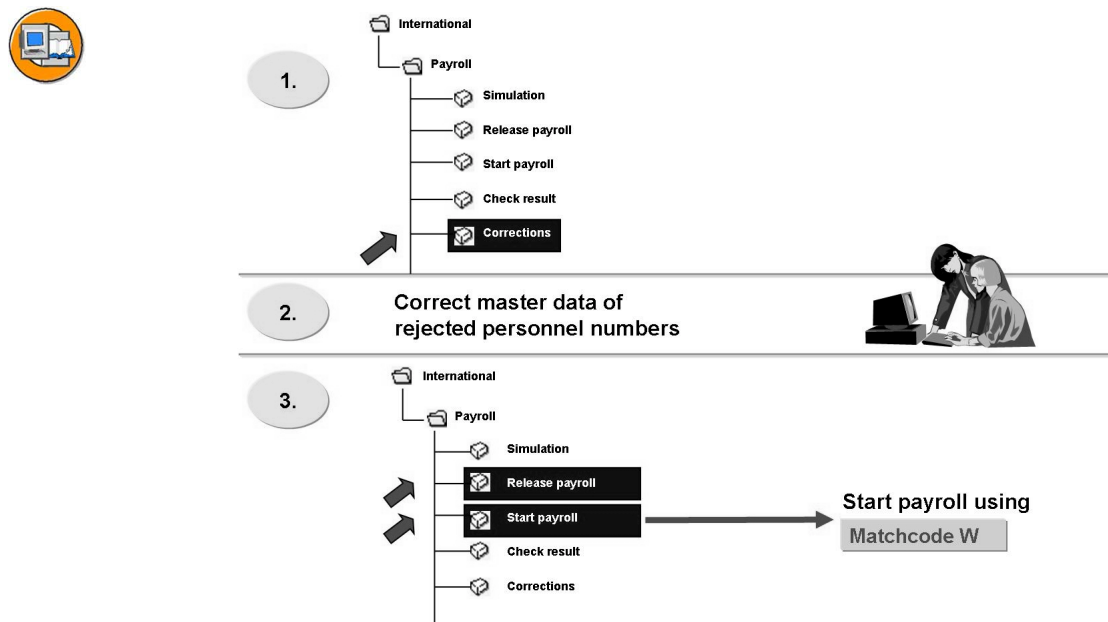 International
1.
Payroll
Simulation
Release payroll
Start payroll
Check result
Corrections
2.
Correct master data of
rejected personnel numbers
International
3.
Payroll
Simulation
Release payroll
Start payroll
Start payroll using
Matchcode W
Check result
Corrections